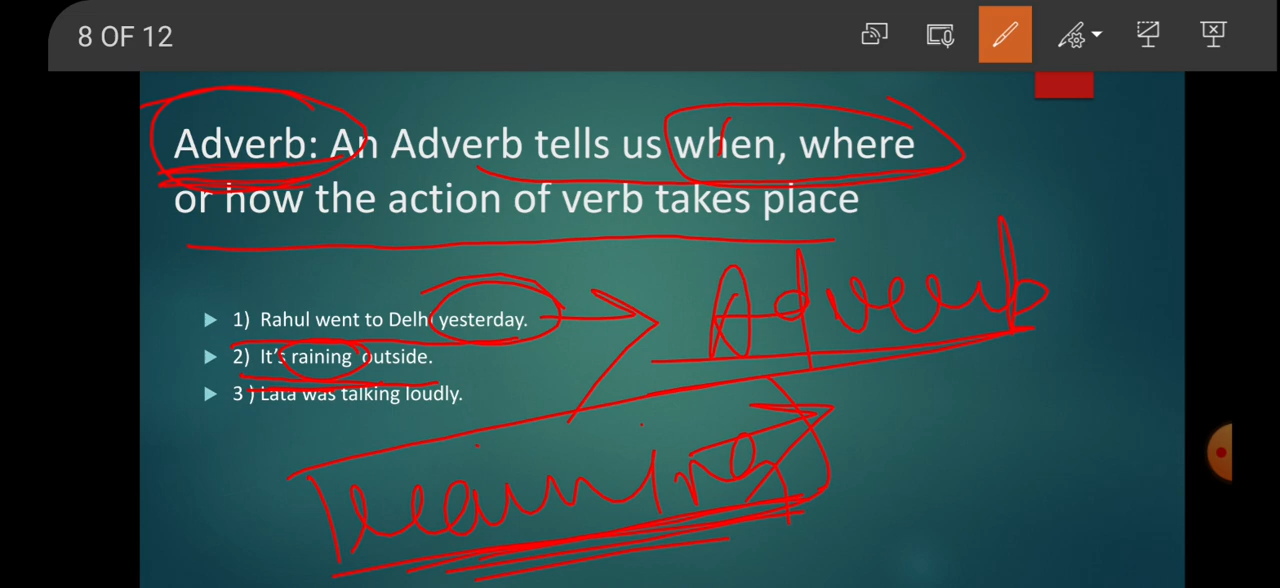 8 OF 12
Adverb: An Adverb tells us when, where
or how the action of verb takes place
Adverb
1) Rahul went to Delhi yesterday.
2) It's raining outside.
3 ) Lata was talking loudly.
raining